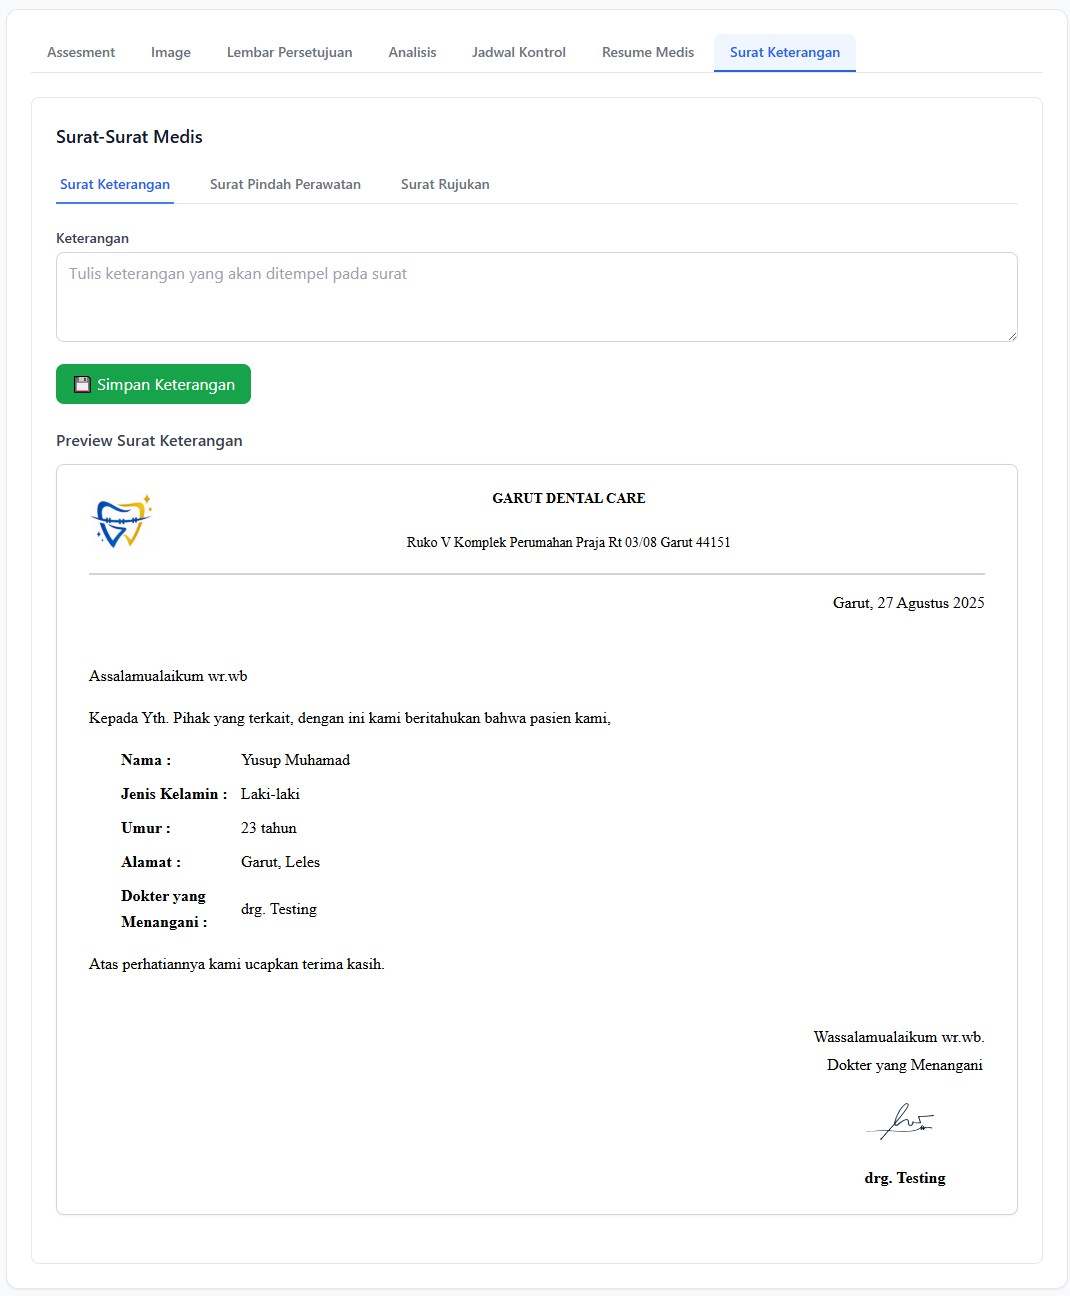 Assesment Image Lembar Persetujuan Analisis Jadwal Kontrol Resume Medis Surat Keterangan
Surat-Surat Medis
Surat Keterangan Surat Pindah Perawatan Surat Rujukan
Keterangan
Tulis keterangan yang akan ditempel pada surat
Simpan Keterangan
Preview Surat Keterangan
GARUT DENTAL CARE
Ruko V Komplek Perumahan Praja Rt 03/08 Garut 44151
Garut, 27 Agustus 2025
Assalamualaikum wr.wb
Kepada Yth. Pihak yang terkait, dengan ini kami beritahukan bahwa pasien kami,
Nama : Yusup Muhamad
Jenis Kelamin : Laki-laki
Umur : 23 tahun
Alamat : Garut, Leles
Dokter yang
Menangani : drg. Testing
Atas perhatiannya kami ucapkan terima kasih.
Wassalamualaikum wr.wb.
Dokter yang Menangani
drg. Testing